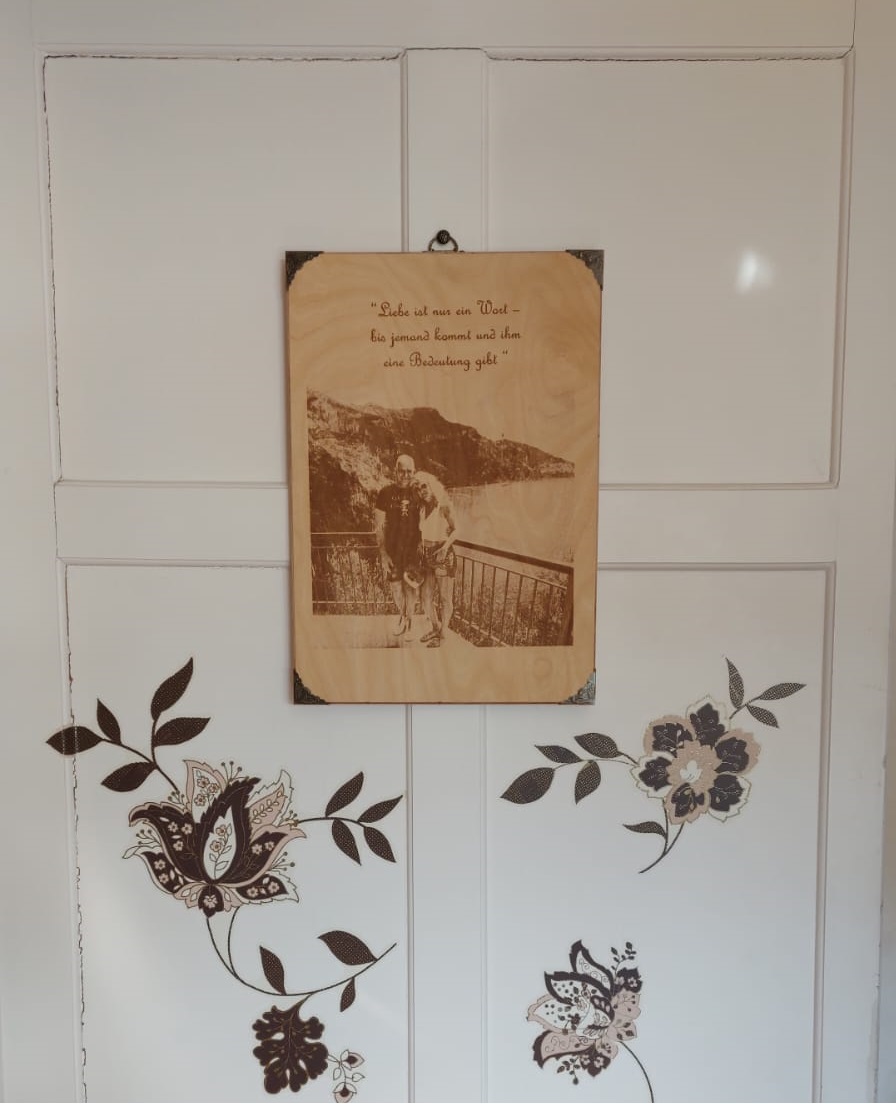 “Liebe ist nur ein Wort –
bis jemand kommt und ihm
eine Bedeutung gibt “